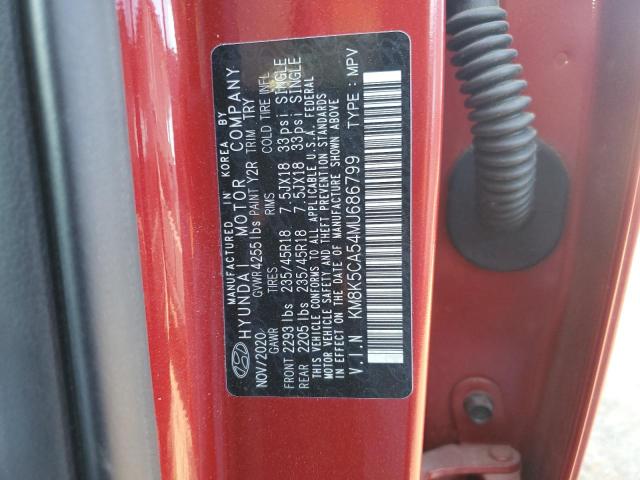 MANUFACTURED IN KOREA BY
HYUNDAI MOTOR COMPANY
NOV/2020 GVWR 4255lbs PAINT Y2R TRIM TRY
GAWR TIRES RIMS COLD TIRE INFL
FRONT 2293 lbs 235/45R18 7.5JX18 33psi SINGLE
REAR 2205 lbs 235/45R18 7.5JX18 33psi SINGLE
THIS VEHICLE CONFORMS TO ALL APPLICABLE U.S.A. FEDERAL
MOTOR VEHICLE SAFETY AND THEFT PREVENTION STANDARDS
IN EFFECT ON THE DATE OF MANUFACTURE SHOWN ABOVE
V.I.N KM8K5CA54MU686799 TYPE : MPV